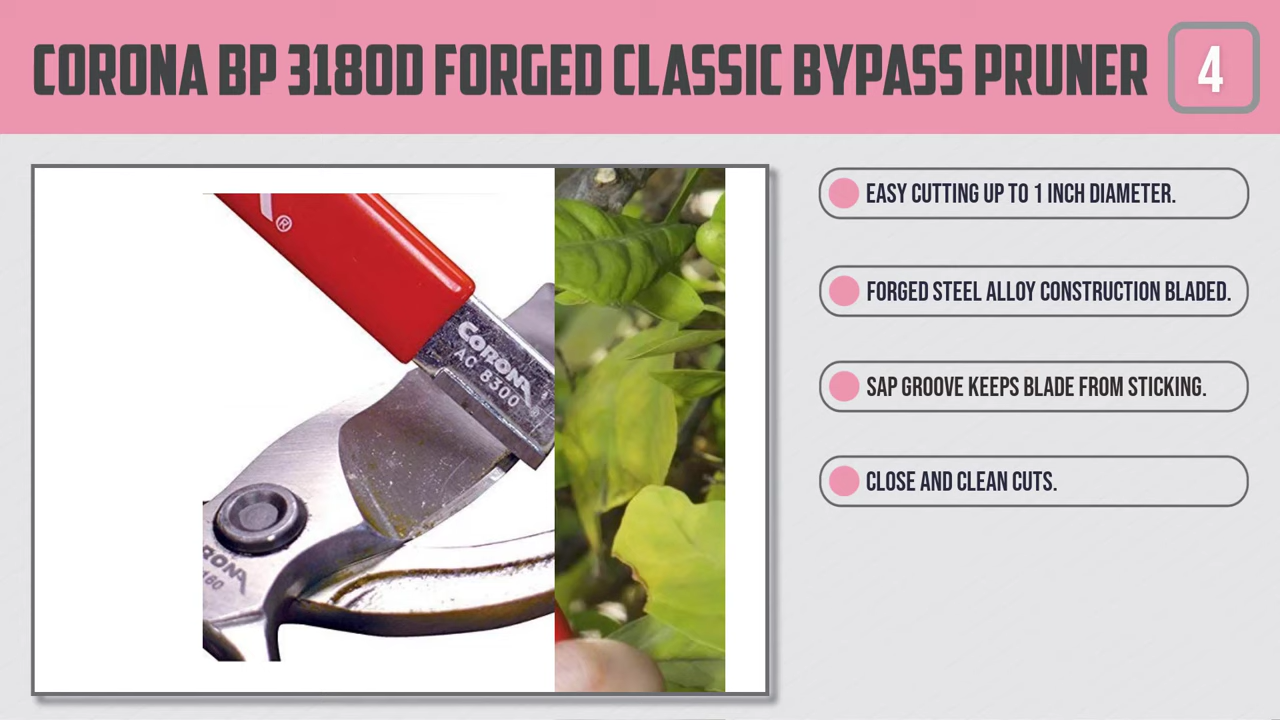 CORONA BP 3180D FORGED CLASSIC BYPASS PRUNER
4
EASY CUTTING UP TO 1 INCH DIAMETER.
FORGED STEEL ALLOY CONSTRUCTION BLADED.
SAP GROOVE KEEPS BLADE FROM STICKING.
CLOSE AND CLEAN CUTS.
®
CORONA
AC 8300
RONA